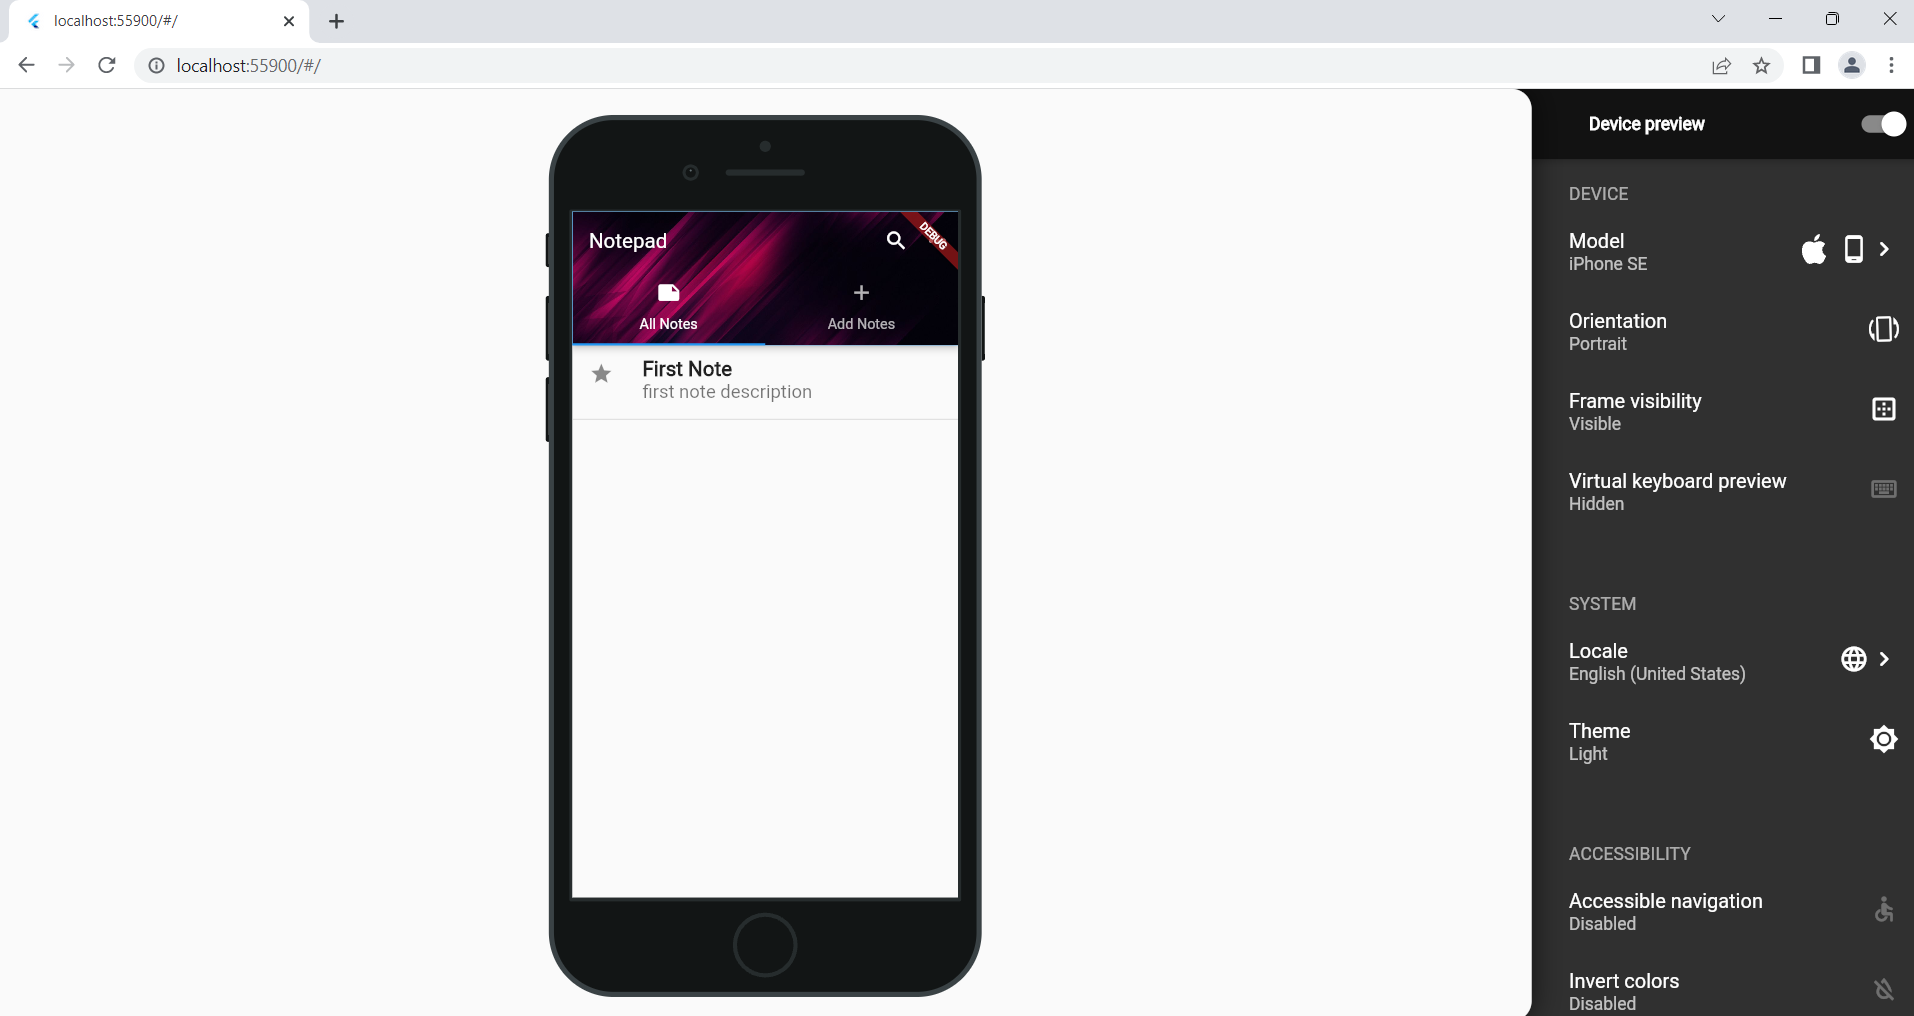 localhost:55900/#/
localhost:55900/#/
Device preview
Notepad
DEBUG
All Notes
Add Notes
First Note
first note description
DEVICE
Model
iPhone SE
Orientation
Portrait
Frame visibility
Visible
Virtual keyboard preview
Hidden
SYSTEM
Locale
English (United States)
Theme
Light
ACCESSIBILITY
Accessible navigation
Disabled
Invert colors
Disabled